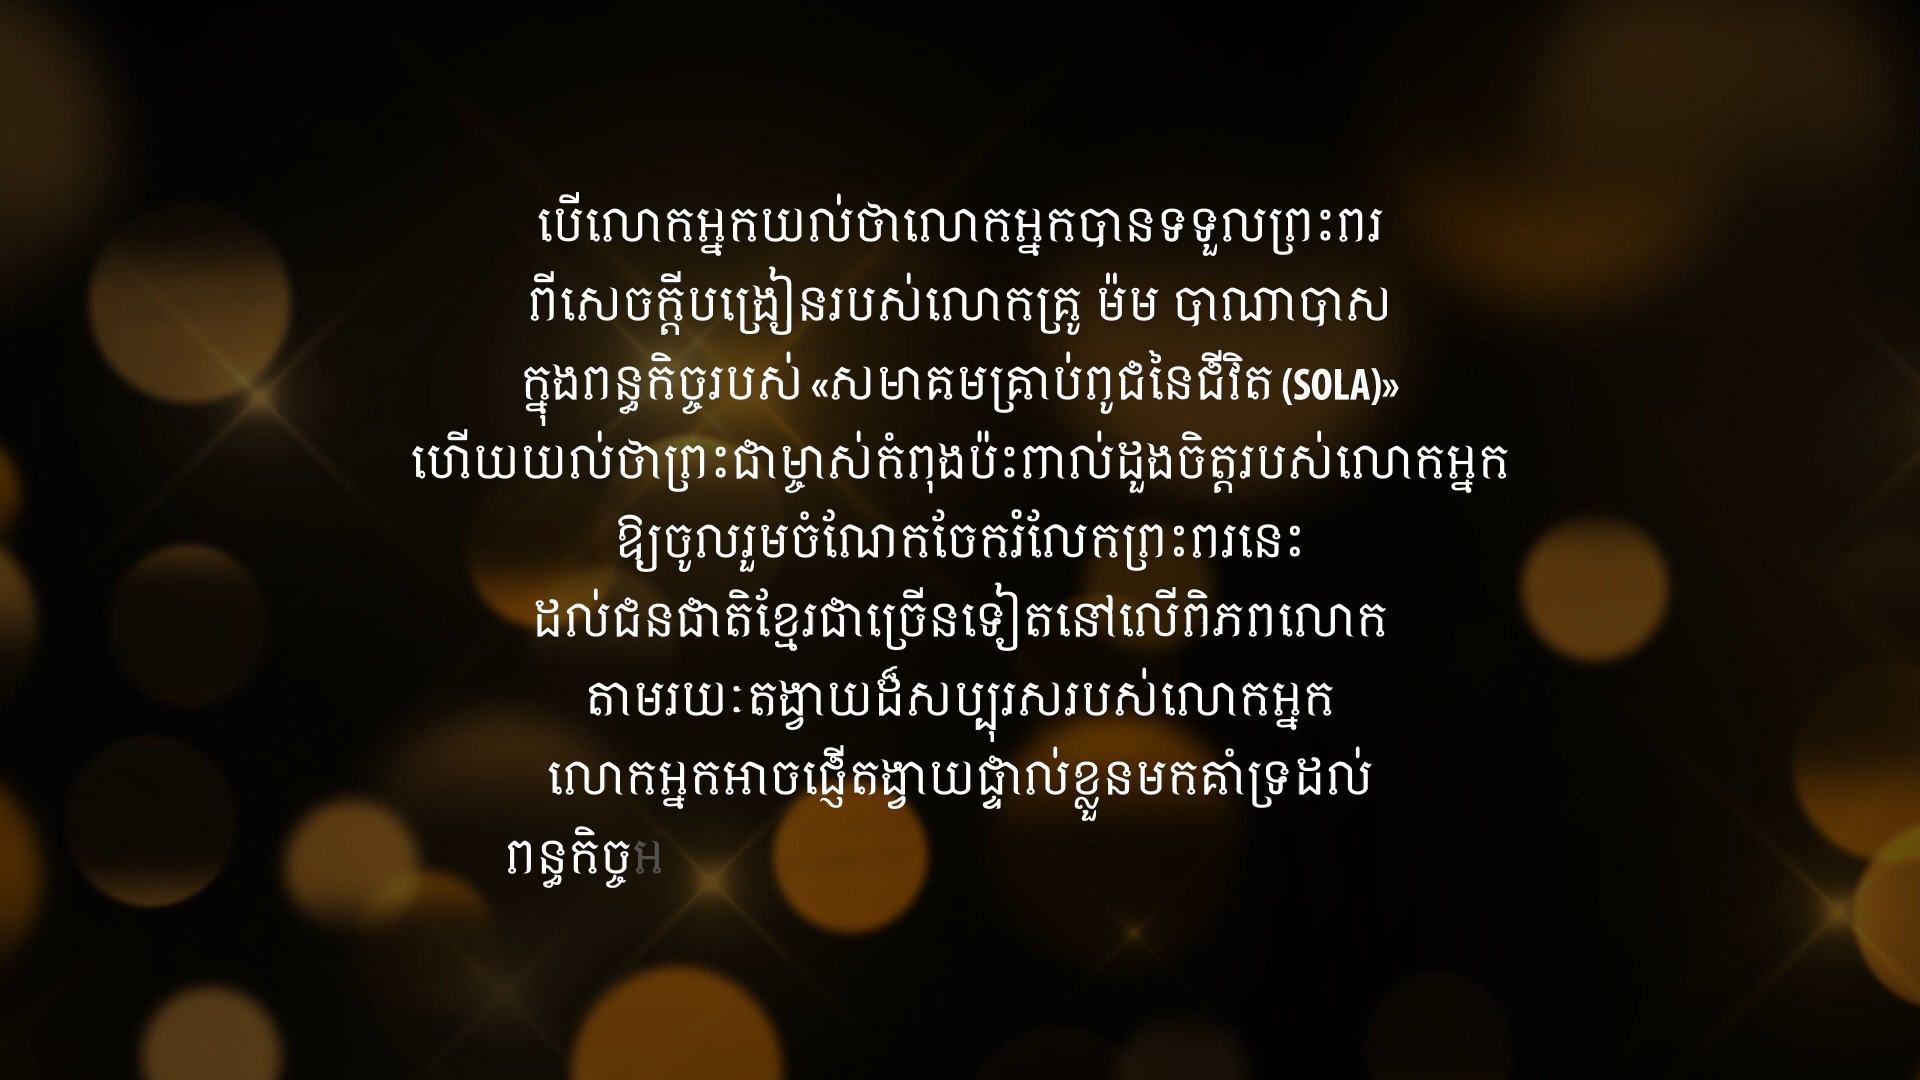 បើលោកអ្នកយល់ថាលោកអ្នកបានទទួលព្រះពរ
ពីសេចក្ដីបង្រៀនរបស់លោកគ្រូ ម៉ម បាណាបាស
ក្នុងពន្ធកិច្ចរបស់ «សមាគមគ្រាប់ពូជនៃជីវិត (SOLA)»
ហើយយល់ថាព្រះជាម្ចាស់កំពុងប៉ះពាល់ដួងចិត្តរបស់លោកអ្នក
ឱ្យចូលរួមចំណែកចែករំលែកព្រះពរនេះ
ដល់ជនជាតិខ្មែរជាច្រើនទៀតនៅលើពិភពលោក
តាមរយៈតង្វាយដ៏សប្បុរសរបស់លោកអ្នក
លោកអ្នកអាចផ្ញើតង្វាយផ្ទាល់ខ្លួនមកគាំទ្រដល់
ពន្ធកិច្ចអ